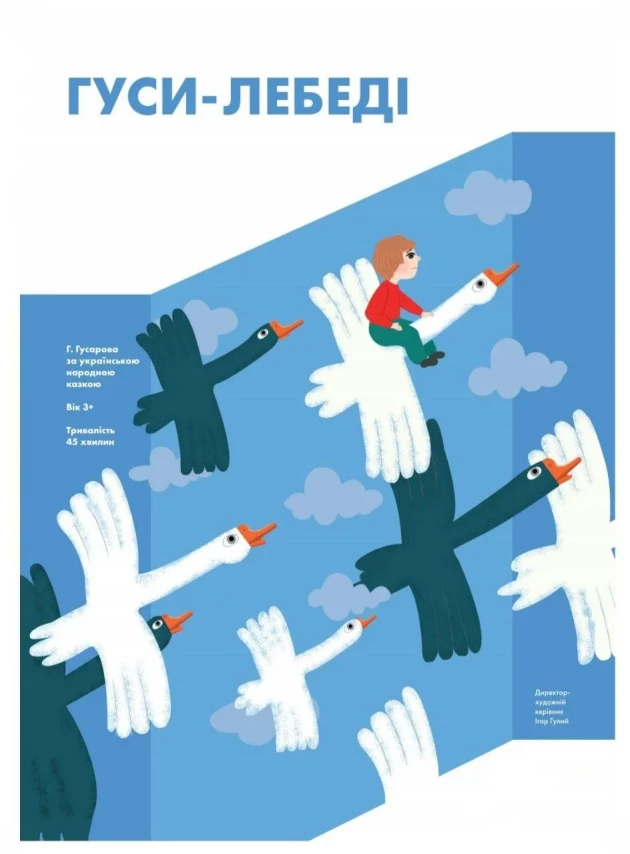 ГУСИ-ЛЕБЕДІ
Г. Гусарова
за українською
народною
казкою
Вік 3+
Тривалість
45 хвилин
Директор-
художній
керівник
Ігор Гулий